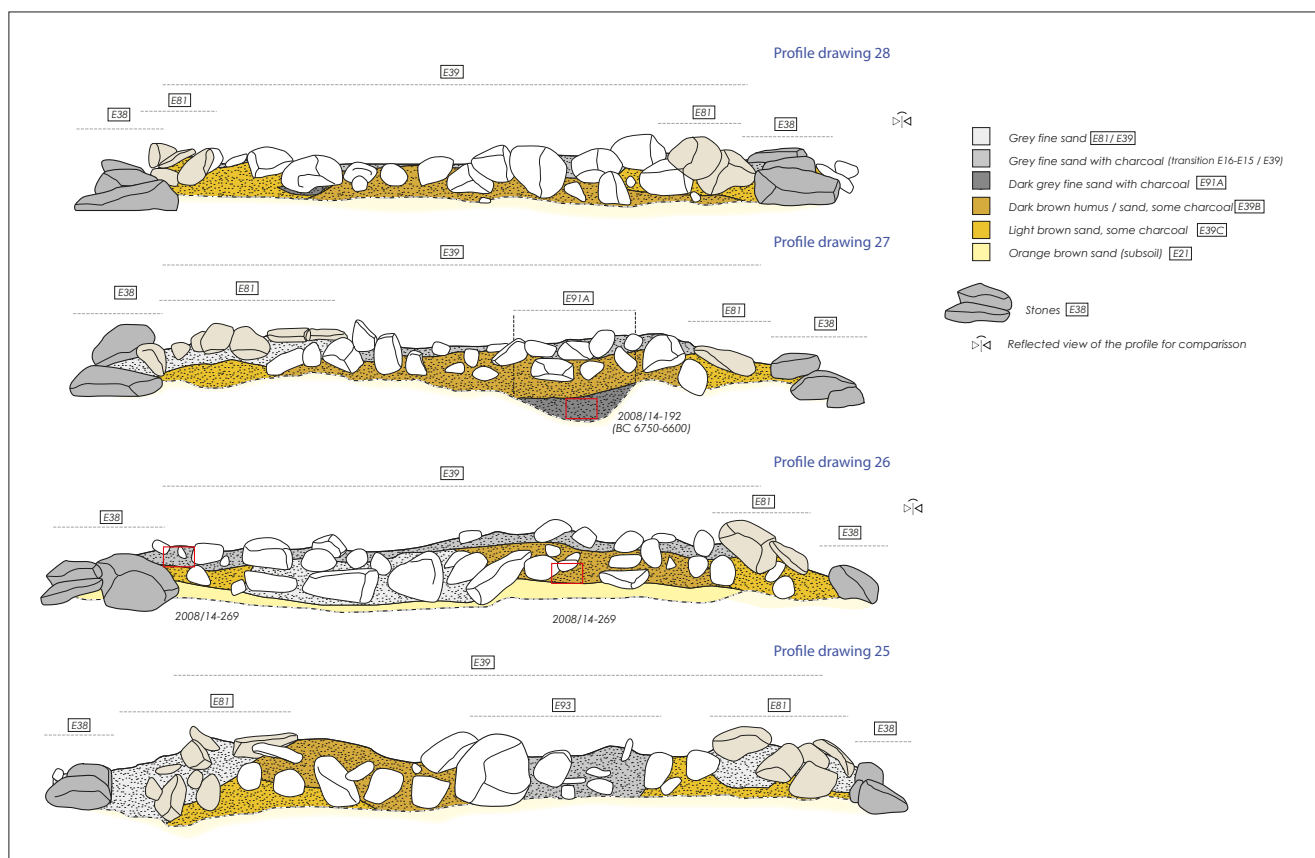 Profile drawing 28
E39
E81
E81
E38
E38
Grey fine sand E81/ E39
Grey fine sand with charcoal (transition E16-E15 / E39)
Dark grey fine sand with charcoal E91A
Dark brown humus / sand, some charcoal E39B
Light brown sand, some charcoal E39C
Orange brown sand (subsoil) E21
Stones E38
Reflected view of the profile for comparisson
Profile drawing 27
E39
E38
E81
E91A
E81
E38
2008/14-192
(BC 6750-6600)
Profile drawing 26
E39
E81
E38
E38
2008/14-269
2008/14-269
Profile drawing 25
E39
E81
E93
E81
E38
E38